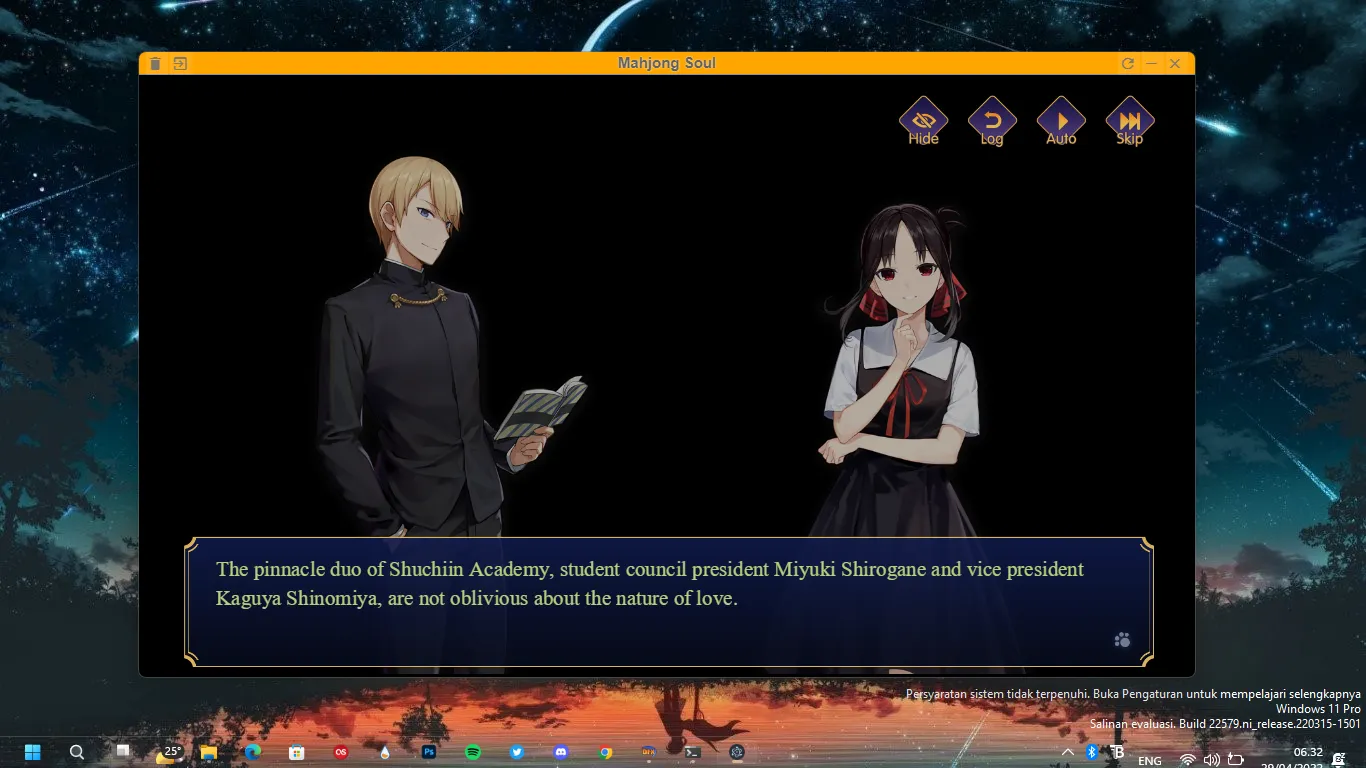 Mahjong Soul
Hide
Log
Auto
Skip
The pinnacle duo of Shuchiin Academy, student council president Miyuki Shirogane and vice president
Kaguya Shinomiya, are not oblivious about the nature of love.
Persyaratan sistem tidak terpenuhi. Buka Pengaturan untuk mempelajari selengkapnya
Windows 11 Pro
Salinan evaluasi. Build 22579.ni_release.220315-1501
25°
Ps
ENG
06.32
29/04/2022